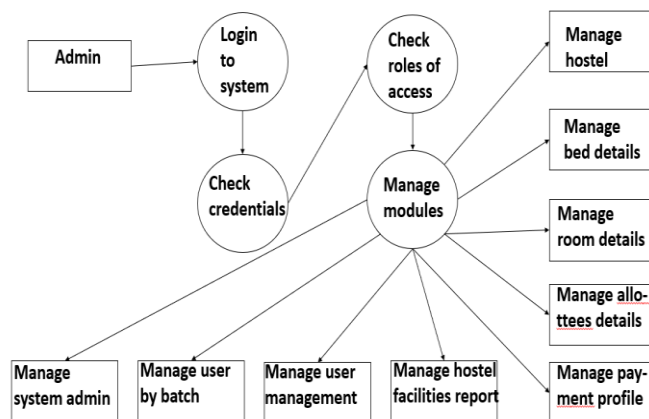 Admin
Login
to
system
Check
roles of
access
Manage
hostel
Manage
bed details
Check
credentials
Manage
modules
Manage
room details
Manage allo-
ttees details
Manage
system admin
Manage user
by batch
Manage user
management
Manage hostel
facilities report
Manage pay-
ment profile